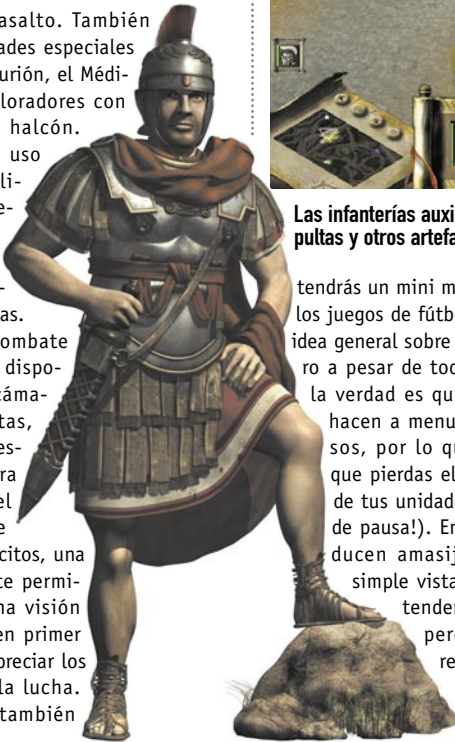 asalto. También
ades especiales
urión, el Médi-
loradores con
halcón.
uso
li-
e-
-
as.
ombate
dispo-
cáma-
tas,
es-
ra
el
e
citos, una
te permi-
na visión
en primer
preciar los
la lucha.
también
Las infanterías auxi
pultas y otros artefa
tendrás un mini m
los juegos de fútbo
idea general sobre
ro a pesar de tod
la verdad es qu
hacen a menu
sos, por lo qu
que pierdas el
de tus unidad
de pausa!). En
ducen amasij
simple vista
tender
perc
re